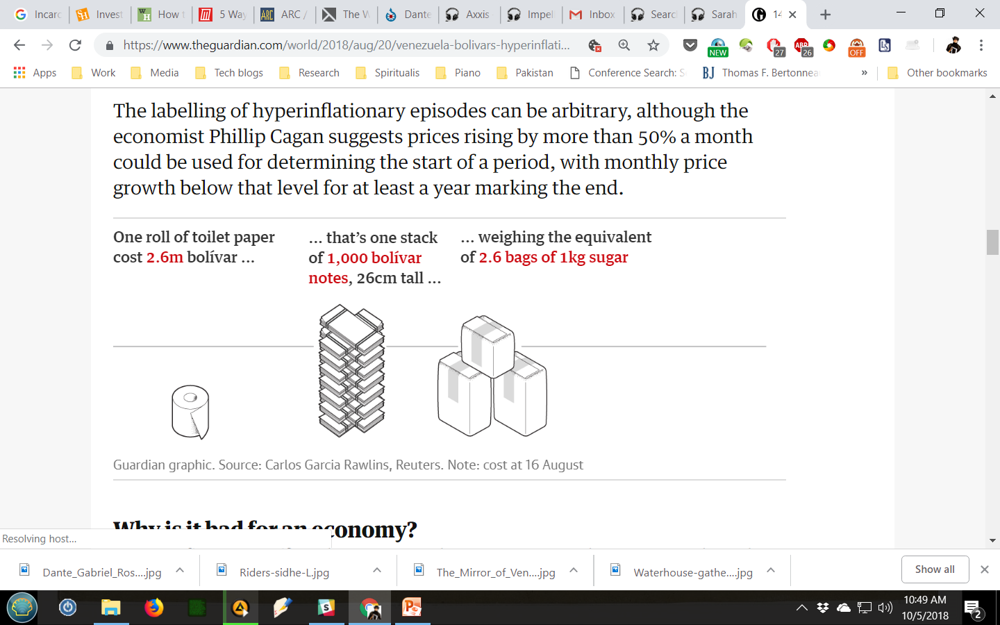 Incarc
Invest
How t
5 Way
ARC /
The W
Dante
Axxis
Impel
Inbox
Searc
Sarah
14
https://www.theguardian.com/world/2018/aug/20/venezuela-bolivars-hyperinflati...
NEW
27
ABP
26
OFF
Apps
Work
Media
Tech blogs
Research
Spiritualis
Piano
Pakistan
Conference Search: S
BJ Thomas F. Bertonnea
»
Other bookmarks
The labelling of hyperinflationary episodes can be arbitrary, although the
economist Phillip Cagan suggests prices rising by more than 50% a month
could be used for determining the start of a period, with monthly price
growth below that level for at least a year marking the end.
One roll of toilet paper
cost 2.6m bolívar ...
... that’s one stack
of 1,000 bolívar
notes, 26cm tall ...
... weighing the equivalent
of 2.6 bags of 1kg sugar
Guardian graphic. Source: Carlos Garcia Rawlins, Reuters. Note: cost at 16 August
Why is it bad for an economy?
Resolving host...
Dante_Gabriel_Ros....jpg
Riders-sidhe-L.jpg
The_Mirror_of_Ven....jpg
Waterhouse-gathe....jpg
Show all
10:49 AM
10/5/2018
2